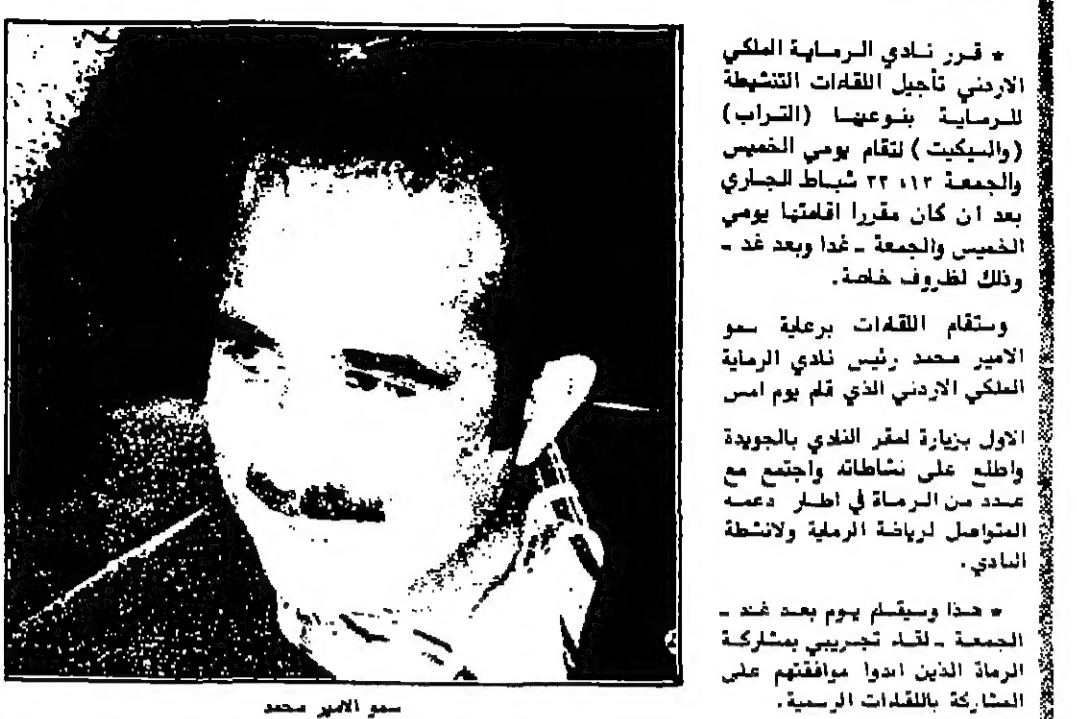 * قرر نادي الرماية الملكي
الاردني تأجيل اللقاءات التنشيطة
للرماية بنوعيها (التراب)
(والسيكيت) لتقام يومي الخميس
والجمعة ١٢، ٢٣ شباط الجاري
بعد ان كان مقررا اقامتها يومي
الخميس والجمعة ـ غدا وبعد غد ـ
وذلك لظروف خاصة.
وستقام اللقاءات برعاية سمو
الامير محمد رئيس نادي الرماية
الملكي الاردني الذي قام يوم امس
الاول بزيارة لمقر النادي بالجويدة
واطلع على نشاطاته واجتمع مع
عدد من الرماة في اطار دعمه
المتواصل لرياضة الرماية ولانشطة
النادي.
* هذا وسيقام يوم بعد غد ـ
الجمعة ـ لقاء تجريبي بمشاركة
الرماة الذين ابدوا موافقتهم على
المشاركة باللقاءات الرسمية.
سمو الامير محمد